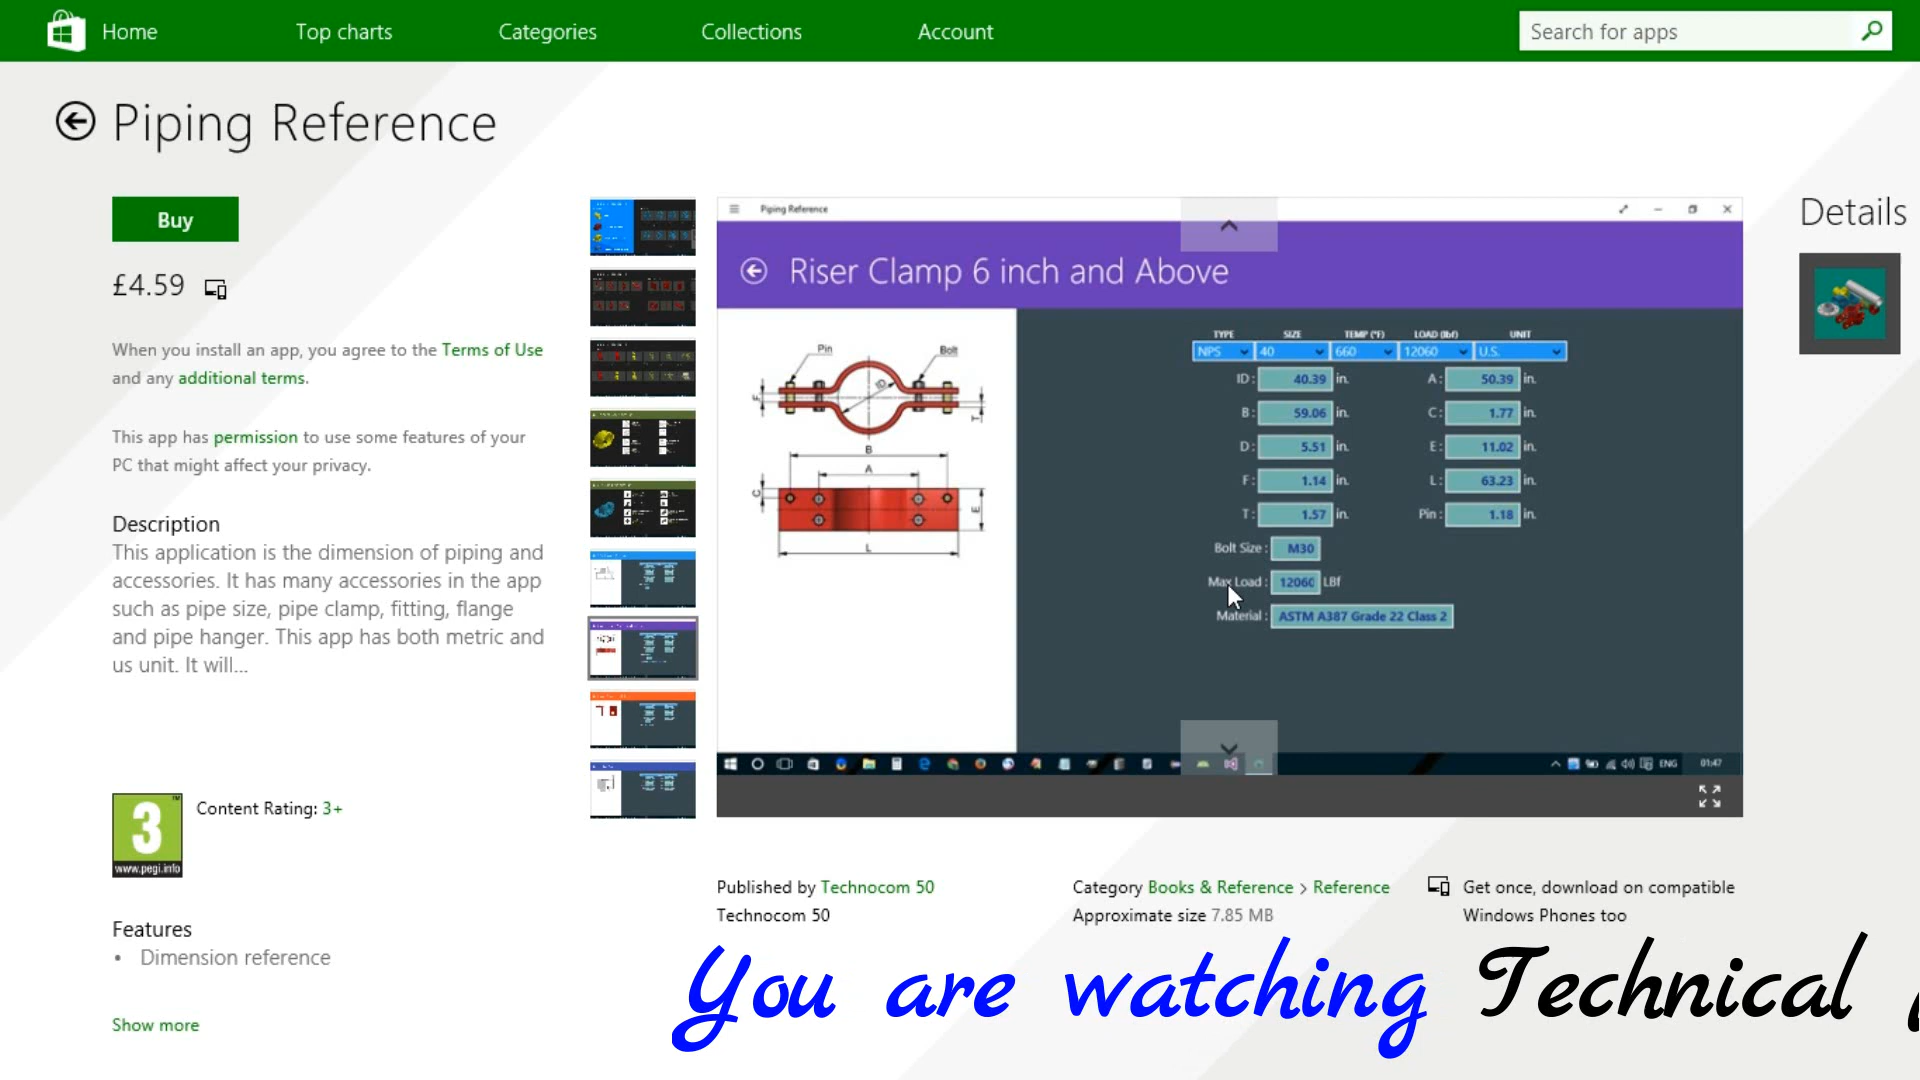 Home
Top charts
Categories
Collections
Account
Search for apps
Piping Reference
Buy
£4.59
When you install an app, you agree to the Terms of Use
and any additional terms.
This app has permission to use some features of your
PC that might affect your privacy.
Description
This application is the dimension of piping and
accessories. It has many accessories in the app
such as pipe size, pipe clamp, fitting, flange
and pipe hanger. This app has both metric and
us unit. It will...
3
www.pegi.info
Content Rating: 3+
Features
• Dimension reference
Show more
Piping Reference
Riser Clamp 6 inch and Above
Pin
Bolt
ID
F
T
B
A
C
E
L
TYPE SIZE TEMP (°F) LOAD (lbf) UNIT
NPS 40 660 12060 U.S.
ID: 40.39 in. A: 50.39 in.
B: 59.06 in. C: 1.77 in.
D: 5.51 in. E: 11.02 in.
F: 1.14 in. L: 63.23 in.
T: 1.57 in. Pin: 1.18 in.
Bolt Size: M30
Max Load: 12060 LBf
Material: ASTM A387 Grade 22 Class 2
ENG
01:47
Details
Published by Technocom 50
Technocom 50
Category Books & Reference > Reference
Approximate size 7.85 MB
Get once, download on compatible
Windows Phones too
You are watching Technical